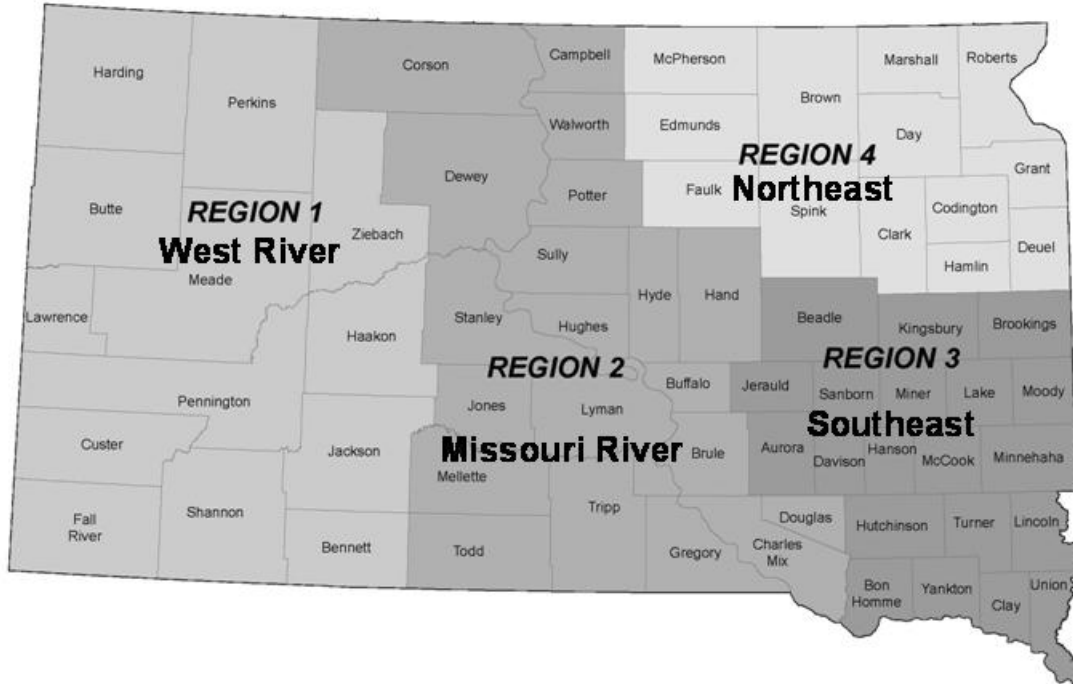 Harding
Perkins
Corson
Campbell
McPherson
Brown
Marshall
Roberts
Walworth
Edmunds
Day
Grant
Butte
Dewey
Potter
Faulk
Spink
REGION 4
Northeast
Clark
Codington
Hamlin
Deuel
REGION 1
West River
Ziebach
Meade
Lawrence
Sully
Hyde
Hand
Stanley
Hughes
Haakon
Beadle
Kingsbury
Brookings
REGION 2
Missouri River
REGION 3
Southeast
Pennington
Custer
Jones
Lyman
Buffalo
Jerauld
Sanborn
Miner
Lake
Moody
Jackson
Mellette
Brule
Aurora
Davison
Hanson
McCook
Minnehaha
Fall
River
Shannon
Bennett
Todd
Tripp
Gregory
Charles
Mix
Douglas
Hutchinson
Turner
Lincoln
Bon
Homme
Yankton
Clay
Union